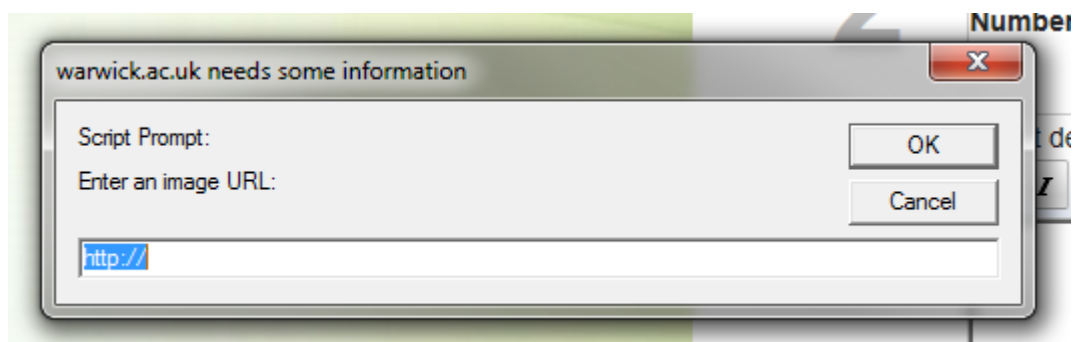 Number
warwick.ac.uk needs some information
Script Prompt:
OK
Enter an image URL:
Cancel
http://
I